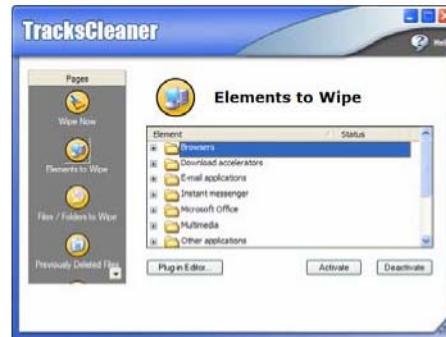 TracksCleaner
Help
Pages
Wipe Now
Elements to Wipe
Files / Folders to Wipe
Previously Deleted Files
Elements to Wipe
Element / Status
Browsers
Download accelerators
E-mail applications
Instant messenger
Microsoft Office
Multimedia
Other applications
Plug-in Editor...
Activate
Deactivate